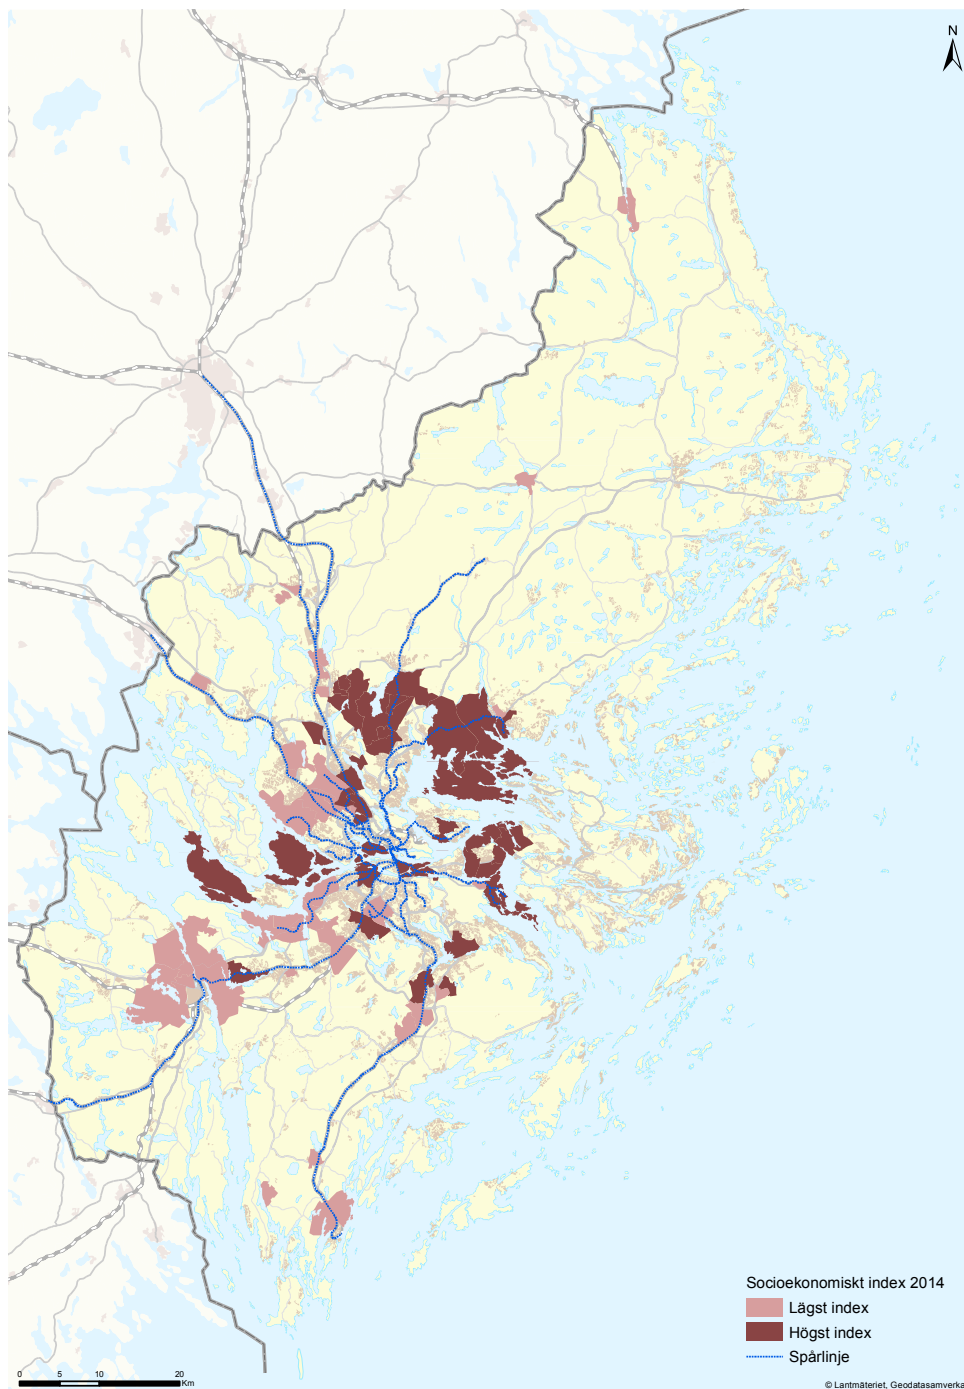 N
Socioekonomiskt index 2014
Lägst index
Högst index
Spårlinje
0 5 10 20
Km
© Lantmäteriet, Geodatasamverka